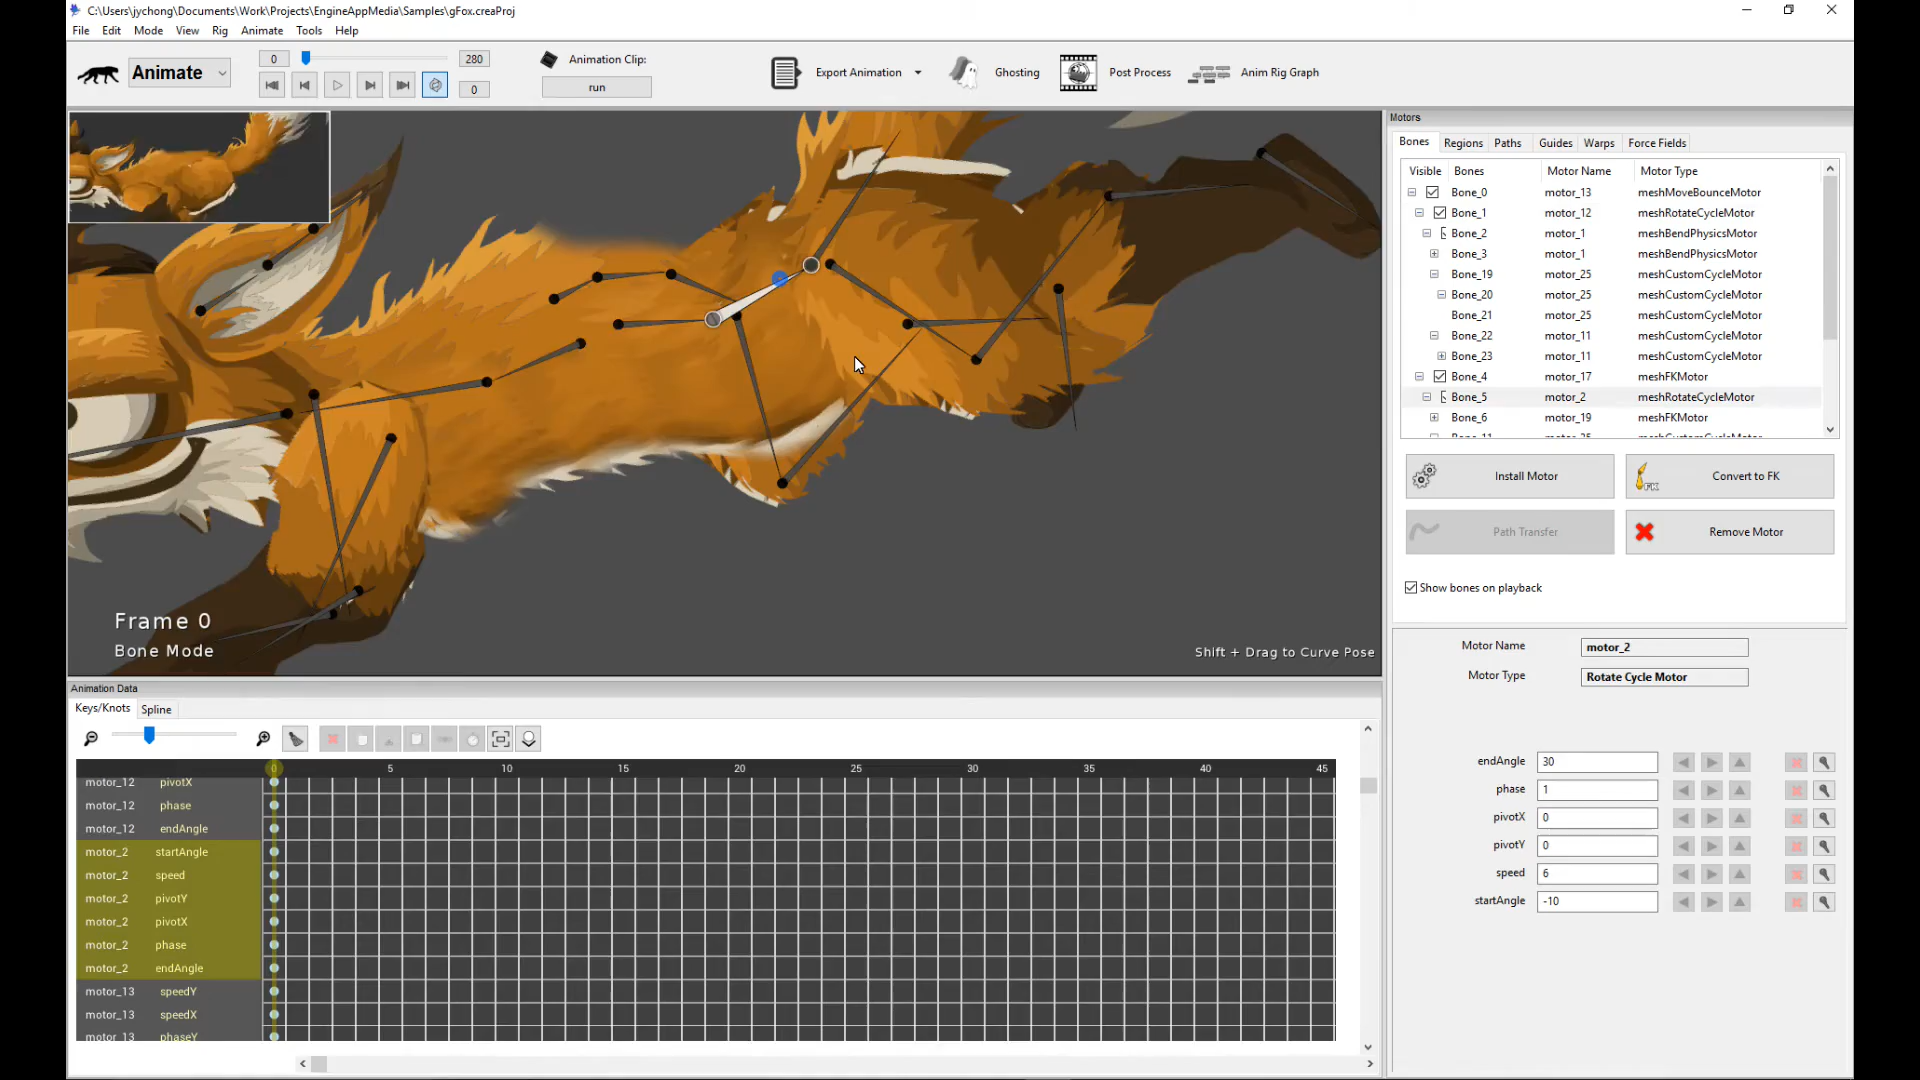 C:\Users\jychong\Documents\Work\Projects\EngineAppMedia\Samples\gFox.creaProj
File Edit Mode View Rig Animate Tools Help
Animate
0
280
0
Animation Clip:
run
Export Animation
Ghosting
Post Process
Anim Rig Graph
Frame 0
Bone Mode
Shift + Drag to Curve Pose
Motors
Bones Regions Paths Guides Warps Force Fields
Visible Bones Motor Name Motor Type
Bone_0 motor_13 meshMoveBounceMotor
Bone_1 motor_12 meshRotateCycleMotor
Bone_2 motor_1 meshBendPhysicsMotor
Bone_3 motor_1 meshBendPhysicsMotor
Bone_19 motor_25 meshCustomCycleMotor
Bone_20 motor_25 meshCustomCycleMotor
Bone_21 motor_25 meshCustomCycleMotor
Bone_22 motor_11 meshCustomCycleMotor
Bone_23 motor_11 meshCustomCycleMotor
Bone_4 motor_17 meshFKMotor
Bone_5 motor_2 meshRotateCycleMotor
Bone_6 motor_19 meshFKMotor
Bone_11 motor_25 meshCustomCycleMotor
Install Motor
FK
Convert to FK
Path Transfer
Remove Motor
Show bones on playback
Motor Name motor_2
Motor Type Rotate Cycle Motor
endAngle 30
phase 1
pivotX 0
pivotY 0
speed 6
startAngle -10
Animation Data
Keys/Knots Spline
0 5 10 15 20 25 30 35 40 45
motor_12 pivotX
motor_12 phase
motor_12 endAngle
motor_2 startAngle
motor_2 speed
motor_2 pivotY
motor_2 pivotX
motor_2 phase
motor_2 endAngle
motor_13 speedY
motor_13 speedX
motor_13 phaseY